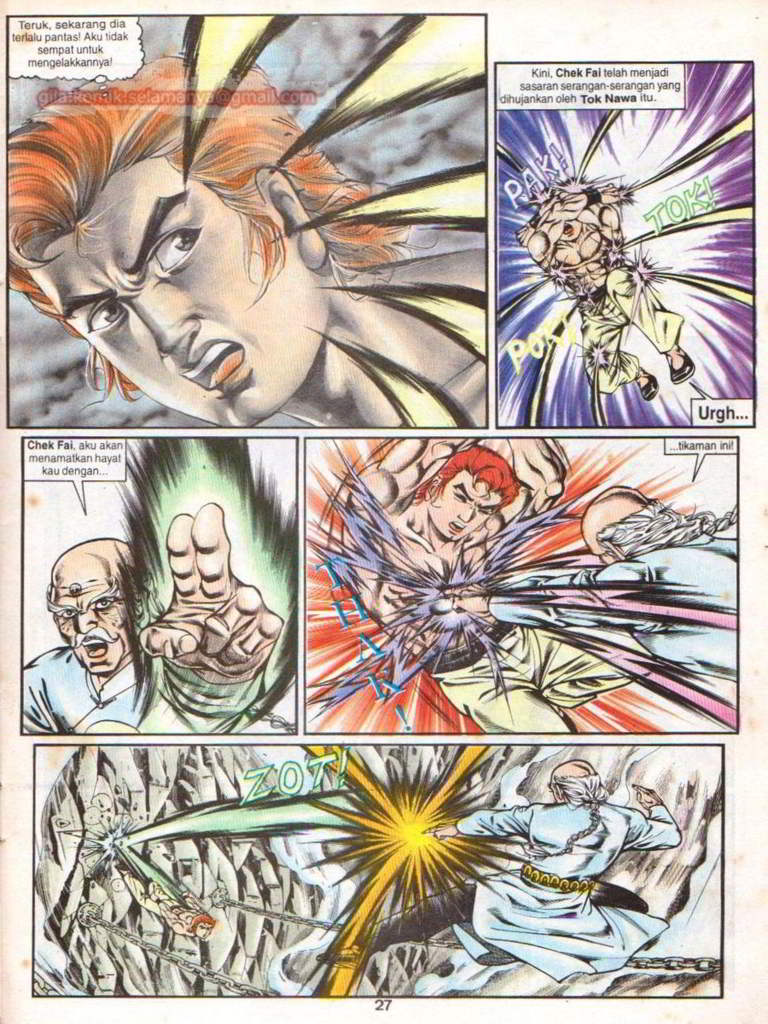 Teruk, sekarang dia
terlalu pantas! Aku tidak
sempat untuk
mengelakkannya!
gila-komik.selamanya@gmail.com
Kini, Chek Fai telah menjadi
sasaran serangan-serangan yang
dihujankan oleh Tok Nawa itu.
PAK!
TOK!
POK!
Urgh...
Chek Fai, aku akan
menamatkan hayat
kau dengan...
...tikaman ini!
THAK!
ZOT!
27